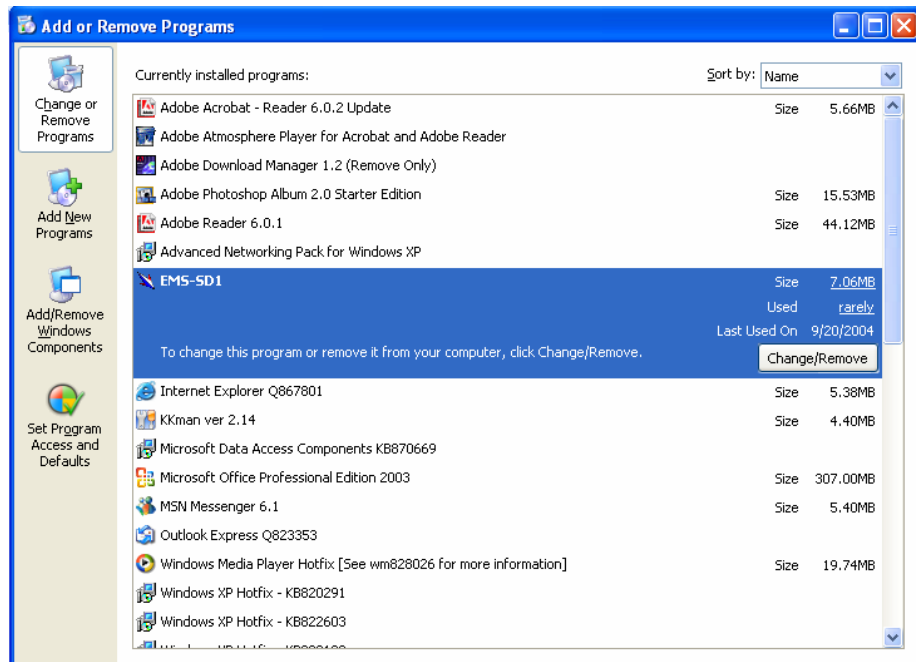 Add or Remove Programs
Change or
Remove
Programs
Add New
Programs
Add/Remove
Windows
Components
Set Program
Access and
Defaults
Currently installed programs:
Sort by: Name
Adobe Acrobat - Reader 6.0.2 Update Size 5.66MB
Adobe Atmosphere Player for Acrobat and Adobe Reader
Adobe Download Manager 1.2 (Remove Only)
Adobe Photoshop Album 2.0 Starter Edition Size 15.53MB
Adobe Reader 6.0.1 Size 44.12MB
Advanced Networking Pack for Windows XP
EMS-SD1 Size 7.06MB
Used rarely
Last Used On 9/20/2004
To change this program or remove it from your computer, click Change/Remove. Change/Remove
Internet Explorer Q867801 Size 5.38MB
KKman ver 2.14 Size 4.40MB
Microsoft Data Access Components KB870669
Microsoft Office Professional Edition 2003 Size 307.00MB
MSN Messenger 6.1 Size 5.40MB
Outlook Express Q823353
Windows Media Player Hotfix [See wm828026 for more information] Size 19.74MB
Windows XP Hotfix - KB820291
Windows XP Hotfix - KB822603